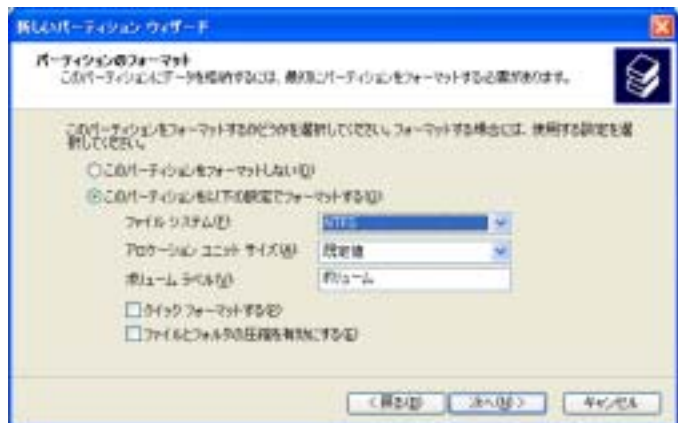 新しいパーティション ウィザード
パーティションのフォーマット
このパーティションにデータを格納するには、最初にパーティションをフォーマットする必要があります。
このパーティションをフォーマットするかどうかを選択してください。フォーマットする場合には、使用する設定を選
択してください。
このパーティションをフォーマットしない(D)
このパーティションを以下の設定でフォーマットする(O)
ファイル システム(F) NTFS
アロケーション ユニット サイズ(A) 既定値
ボリューム ラベル(V) ボリューム
クイック フォーマットする(P)
ファイルとフォルダの圧縮を有効にする(E)
< 戻る(B) 次へ(N) > キャンセル